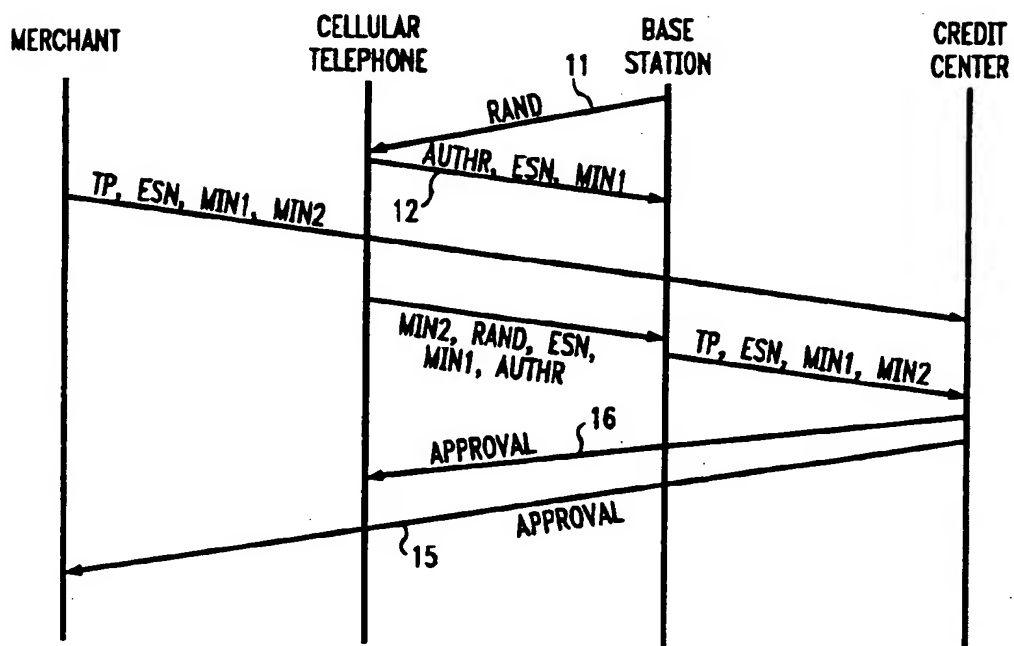 MERCHANT
CELLULAR
TELEPHONE
BASE
STATION
CREDIT
CENTER
11
RAND
AUTHR, ESN, MIN1
12
TP, ESN, MIN1, MIN2
MIN2, RAND, ESN,
MIN1, AUTHR
TP, ESN, MIN1, MIN2
16
APPROVAL
APPROVAL
15